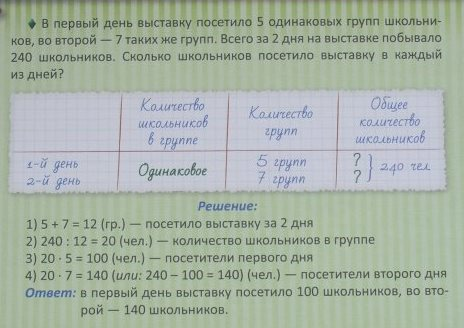 В первый день выставку посетило 5 одинаковых групп школьни-
ков, во второй — 7 таких же групп. Всего за 2 дня на выставке побывало
240 школьников. Сколько школьников посетило выставку в каждый
из дней?
Количество школьников в группе
Количество групп
Общее количество школьников
1-й день
2-й день
Одинаковое
5 групп
7 групп
?
?
} 240 чел
Решение:
1) 5 + 7 = 12 (гр.) — посетило выставку за 2 дня
2) 240 : 12 = 20 (чел.) — количество школьников в группе
3) 20 · 5 = 100 (чел.) — посетители первого дня
4) 20 · 7 = 140 (или: 240 – 100 = 140) (чел.) — посетители второго дня
Ответ: в первый день выставку посетило 100 школьников, во вто-
рой — 140 школьников.